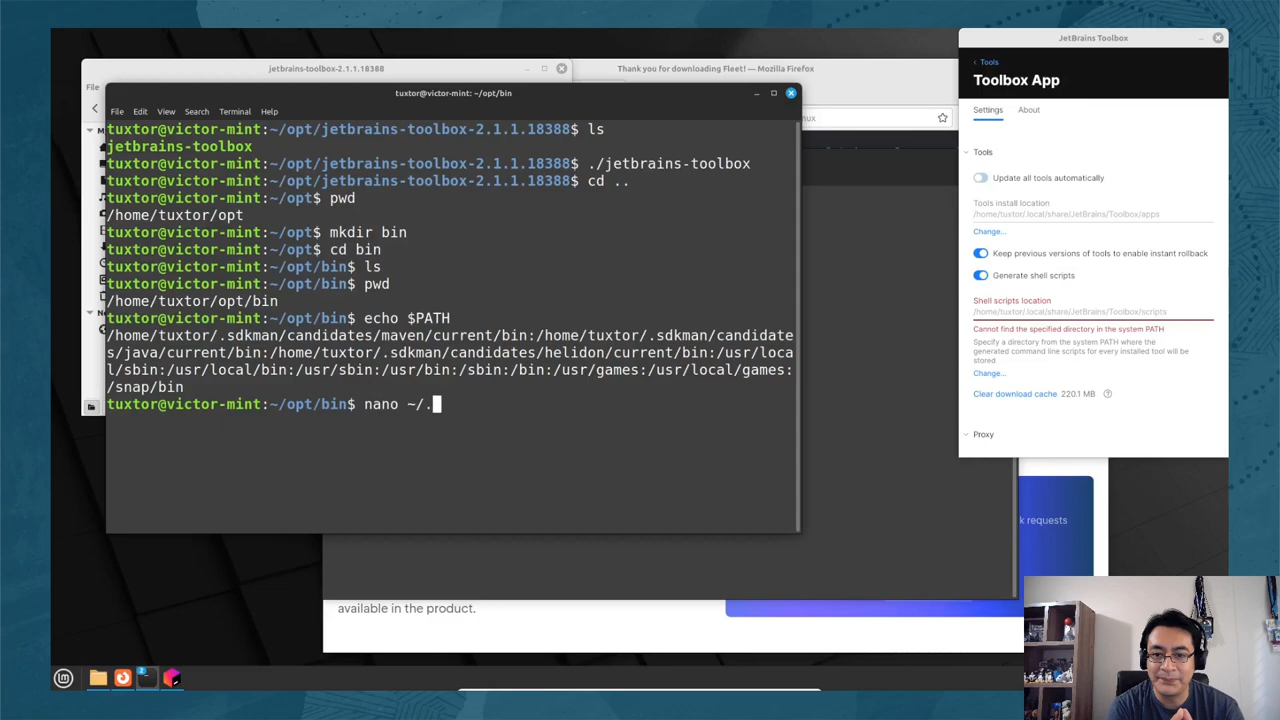 jetbrains-toolbox-2.1.1.18388
Thank you for downloading Fleet! — Mozilla Firefox
File
tuxtor@victor-mint: ~/opt/bin
File Edit View Search Terminal Help
tuxtor@victor-mint:~/opt/jetbrains-toolbox-2.1.1.18388$ ls
jetbrains-toolbox
tuxtor@victor-mint:~/opt/jetbrains-toolbox-2.1.1.18388$ ./jetbrains-toolbox
tuxtor@victor-mint:~/opt/jetbrains-toolbox-2.1.1.18388$ cd ..
tuxtor@victor-mint:~/opt$ pwd
/home/tuxtor/opt
tuxtor@victor-mint:~/opt$ mkdir bin
tuxtor@victor-mint:~/opt$ cd bin
tuxtor@victor-mint:~/opt/bin$ ls
tuxtor@victor-mint:~/opt/bin$ pwd
/home/tuxtor/opt/bin
tuxtor@victor-mint:~/opt/bin$ echo $PATH
/home/tuxtor/.sdkman/candidates/maven/current/bin:/home/tuxtor/.sdkman/candidate
s/java/current/bin:/home/tuxtor/.sdkman/candidates/helidon/current/bin:/usr/loca
l/sbin:/usr/local/bin:/usr/sbin:/usr/bin:/sbin:/bin:/usr/games:/usr/local/games:
/snap/bin
tuxtor@victor-mint:~/opt/bin$ nano ~/.
nux
k requests
available in the product.
JetBrains Toolbox
Tools
Toolbox App
Settings About
Tools
Update all tools automatically
Tools install location
/home/tuxtor/.local/share/JetBrains/Toolbox/apps
Change...
Keep previous versions of tools to enable instant rollback
Generate shell scripts
Shell scripts location
/home/tuxtor/.local/share/JetBrains/Toolbox/scripts
Cannot find the specified directory in the system PATH
Specify a directory from the system PATH where the
generated command line scripts for every installed tool will be
stored
Change...
Clear download cache 220.1 MB
Proxy